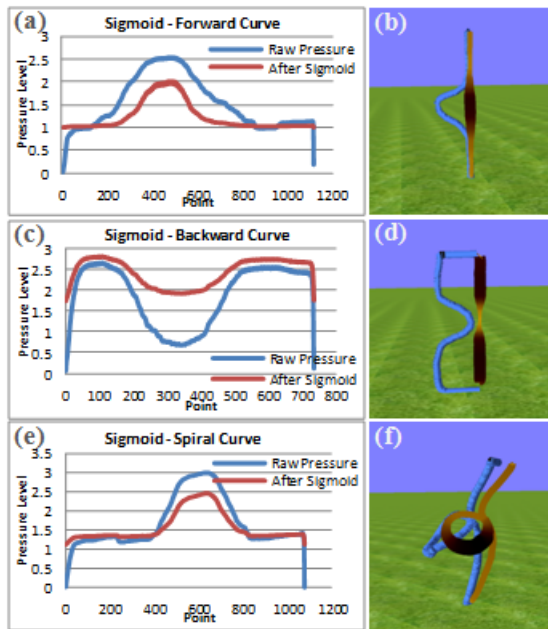 (a)
Sigmoid - Forward Curve
Raw Pressure
After Sigmoid
Pressure Level
3
2.5
2
1.5
1
0.5
0
0 200 400 600 800 1000 1200
Point
(b)
(c)
Sigmoid - Backward Curve
Pressure Level
3
2.5
2
1.5
1
0.5
0
Raw Pressure
After Sigmoid
0 100 200 300 400 500 600 700 800
Point
(d)
(e)
Sigmoid - Spiral Curve
Raw Pressure
After Sigmoid
Pressure Level
3.5
3
2.5
2
1.5
1
0.5
0
0 200 400 600 800 1000 1200
Point
(f)